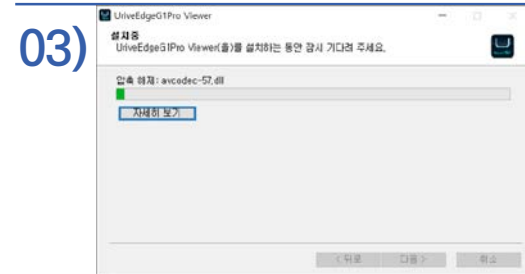 03)
UriveEdgeG1Pro Viewer
설치중
UriveEdgeG1Pro Viewer(을)를 설치하는 동안 잠시 기다려 주세요.
압축 해제: avcodec-57.dll
자세히 보기
< 뒤로 다음 > 취소